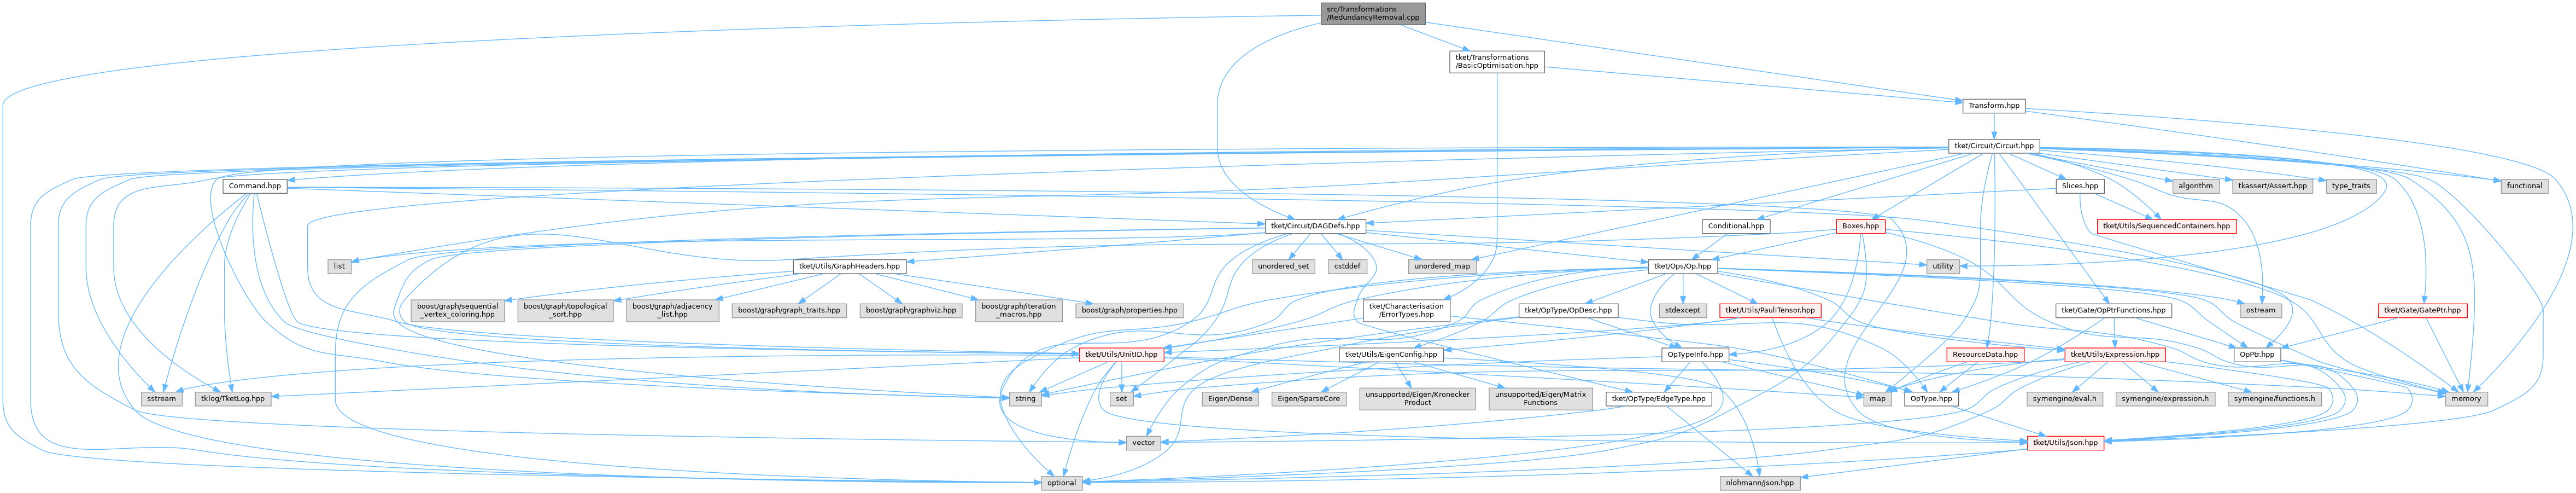 src/Transformations
/RedundancyRemoval.cpp
tket/Transformations
/BasicOptimisation.hpp
Transform.hpp
tket/Circuit/Circuit.hpp
Command.hpp
Slices.hpp
algorithm
tkassert/Assert.hpp
type_traits
functional
tket/Circuit/DAGDefs.hpp
Conditional.hpp
Boxes.hpp
tket/Utils/SequencedContainers.hpp
list
tket/Utils/GraphHeaders.hpp
unordered_set
cstddef
unordered_map
tket/Ops/Op.hpp
utility
boost/graph/sequential
_vertex_coloring.hpp
boost/graph/topological
_sort.hpp
boost/graph/adjacency
_list.hpp
boost/graph/graph_traits.hpp
boost/graph/graphviz.hpp
boost/graph/iteration
_macros.hpp
boost/graph/properties.hpp
tket/Characterisation
/ErrorTypes.hpp
tket/OpType/OpDesc.hpp
stdexcept
tket/Utils/PauliTensor.hpp
tket/Gate/OpPtrFunctions.hpp
ostream
tket/Gate/GatePtr.hpp
tket/Utils/UnitID.hpp
tket/Utils/EigenConfig.hpp
OpTypeInfo.hpp
ResourceData.hpp
tket/Utils/Expression.hpp
OpPtr.hpp
sstream
tklog/TketLog.hpp
string
set
Eigen/Dense
Eigen/SparseCore
unsupported/Eigen/Kronecker
Product
unsupported/Eigen/Matrix
Functions
tket/OpType/EdgeType.hpp
map
OpType.hpp
symengine/eval.h
symengine/expression.h
symengine/functions.h
memory
vector
tket/Utils/Json.hpp
optional
nlohmann/json.hpp